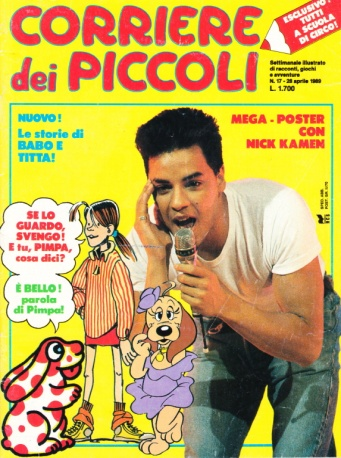 CORRIERE
dei PICCOLI
ESCLUSIVO!
TUTTI
A SCUOLA
DI CIRCO!
Settimanale illustrato
di racconti, giochi
e avventure
N. 17 - 28 aprile 1989
L. 1.700
NUOVO!
Le storie di
BABO E
TITTA!
MEGA - POSTER
CON
NICK KAMEN
SE LO
GUARDO,
SVENGO!
E tu, PIMPA,
cosa dici?
È BELLO!
parola
di Pimpa!